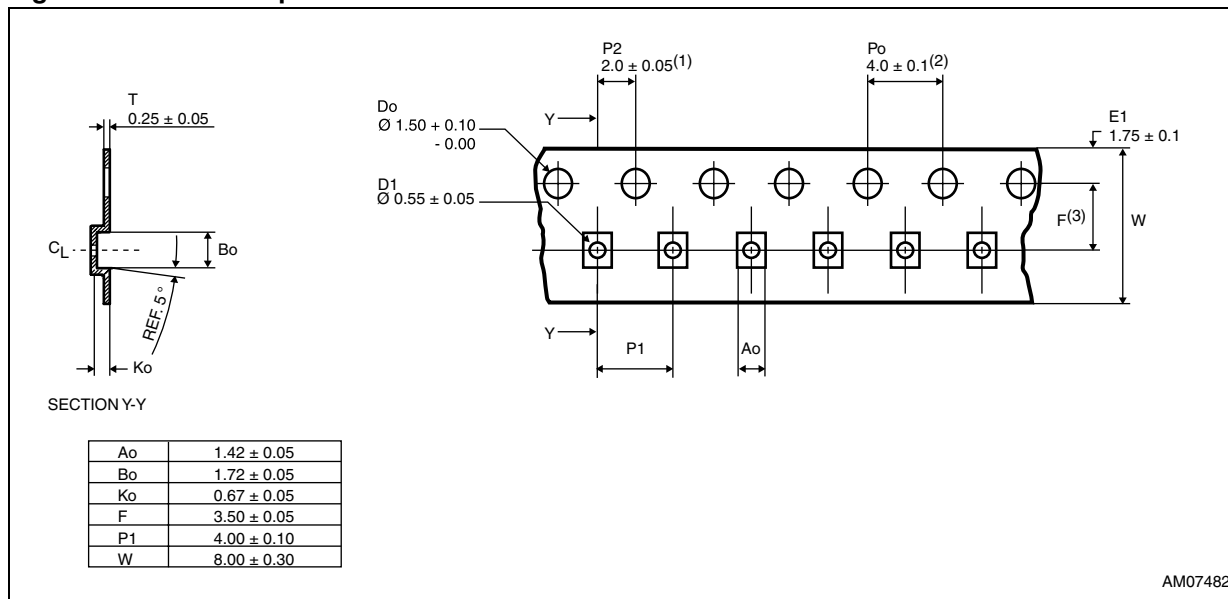 P2
2.0 ± 0.05(1)
Po
4.0 ± 0.1(2)
T
0.25 ± 0.05
Do
Ø 1.50 + 0.10
- 0.00
Y
E1
1.75 ± 0.1
D1
Ø 0.55 ± 0.05
CL
Bo
F(3)
W
REF. 5°
Y
P1
Ao
Ko
SECTION Y-Y
Ao 1.42 ± 0.05
Bo 1.72 ± 0.05
Ko 0.67 ± 0.05
F 3.50 ± 0.05
P1 4.00 ± 0.10
W 8.00 ± 0.30
AM07482